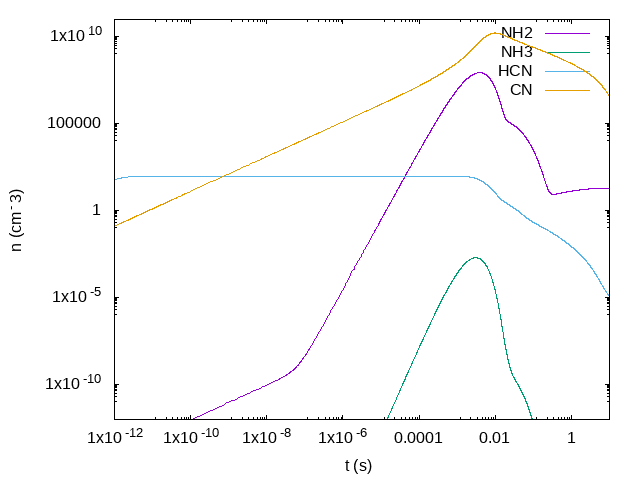 1x10^10
100000
1
1x10^-5
1x10^-10
n (cm^-3)
NH2
NH3
HCN
CN
1x10^-12 1x10^-10 1x10^-8 1x10^-6 0.0001 0.01 1
t (s)